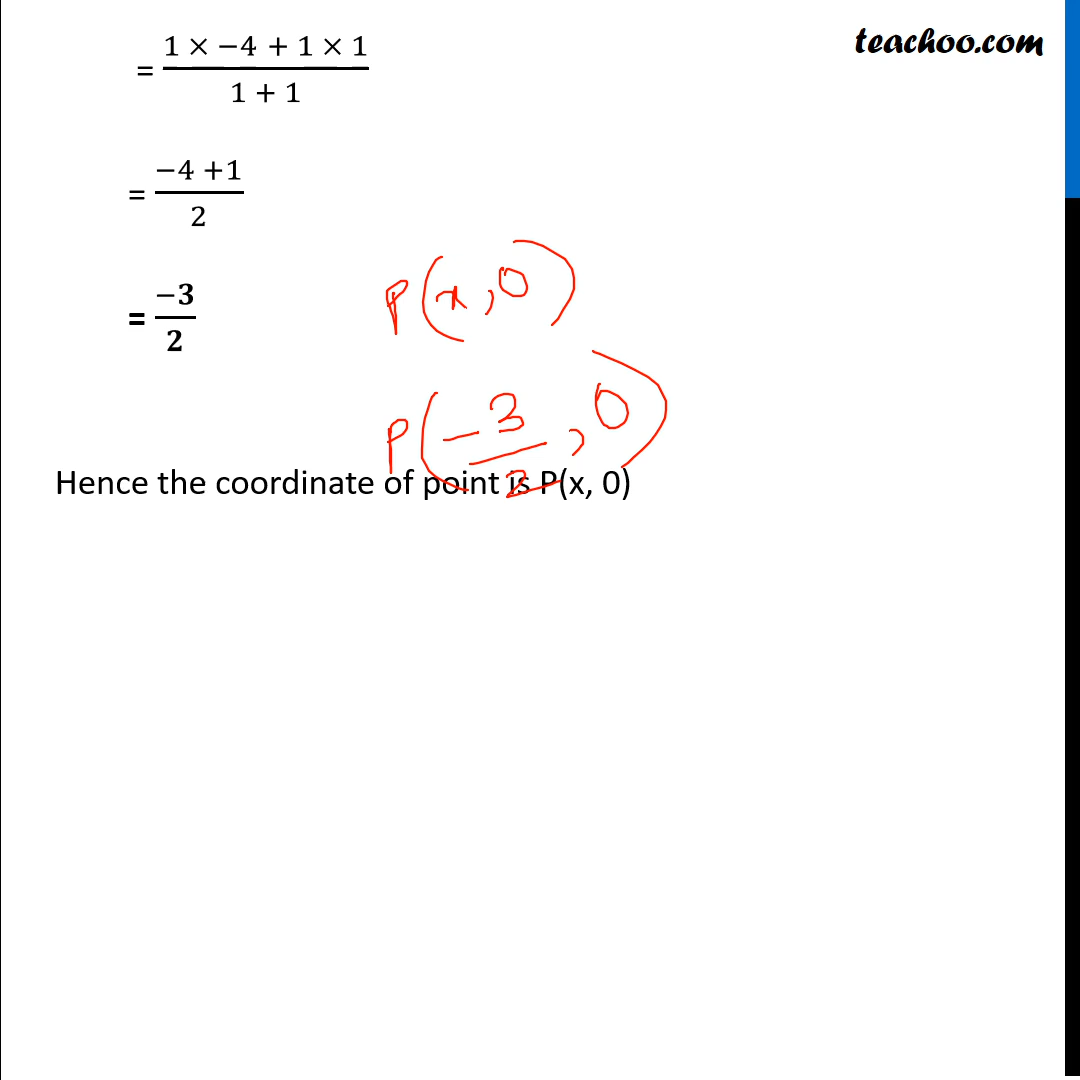 teachoo.com
= (1 × −4 + 1 × 1)/(1 + 1)
= (−4 +1)/2
= −3/2
P(x,0)
P(−3/2,0)
Hence the coordinate of point is P(x, 0)